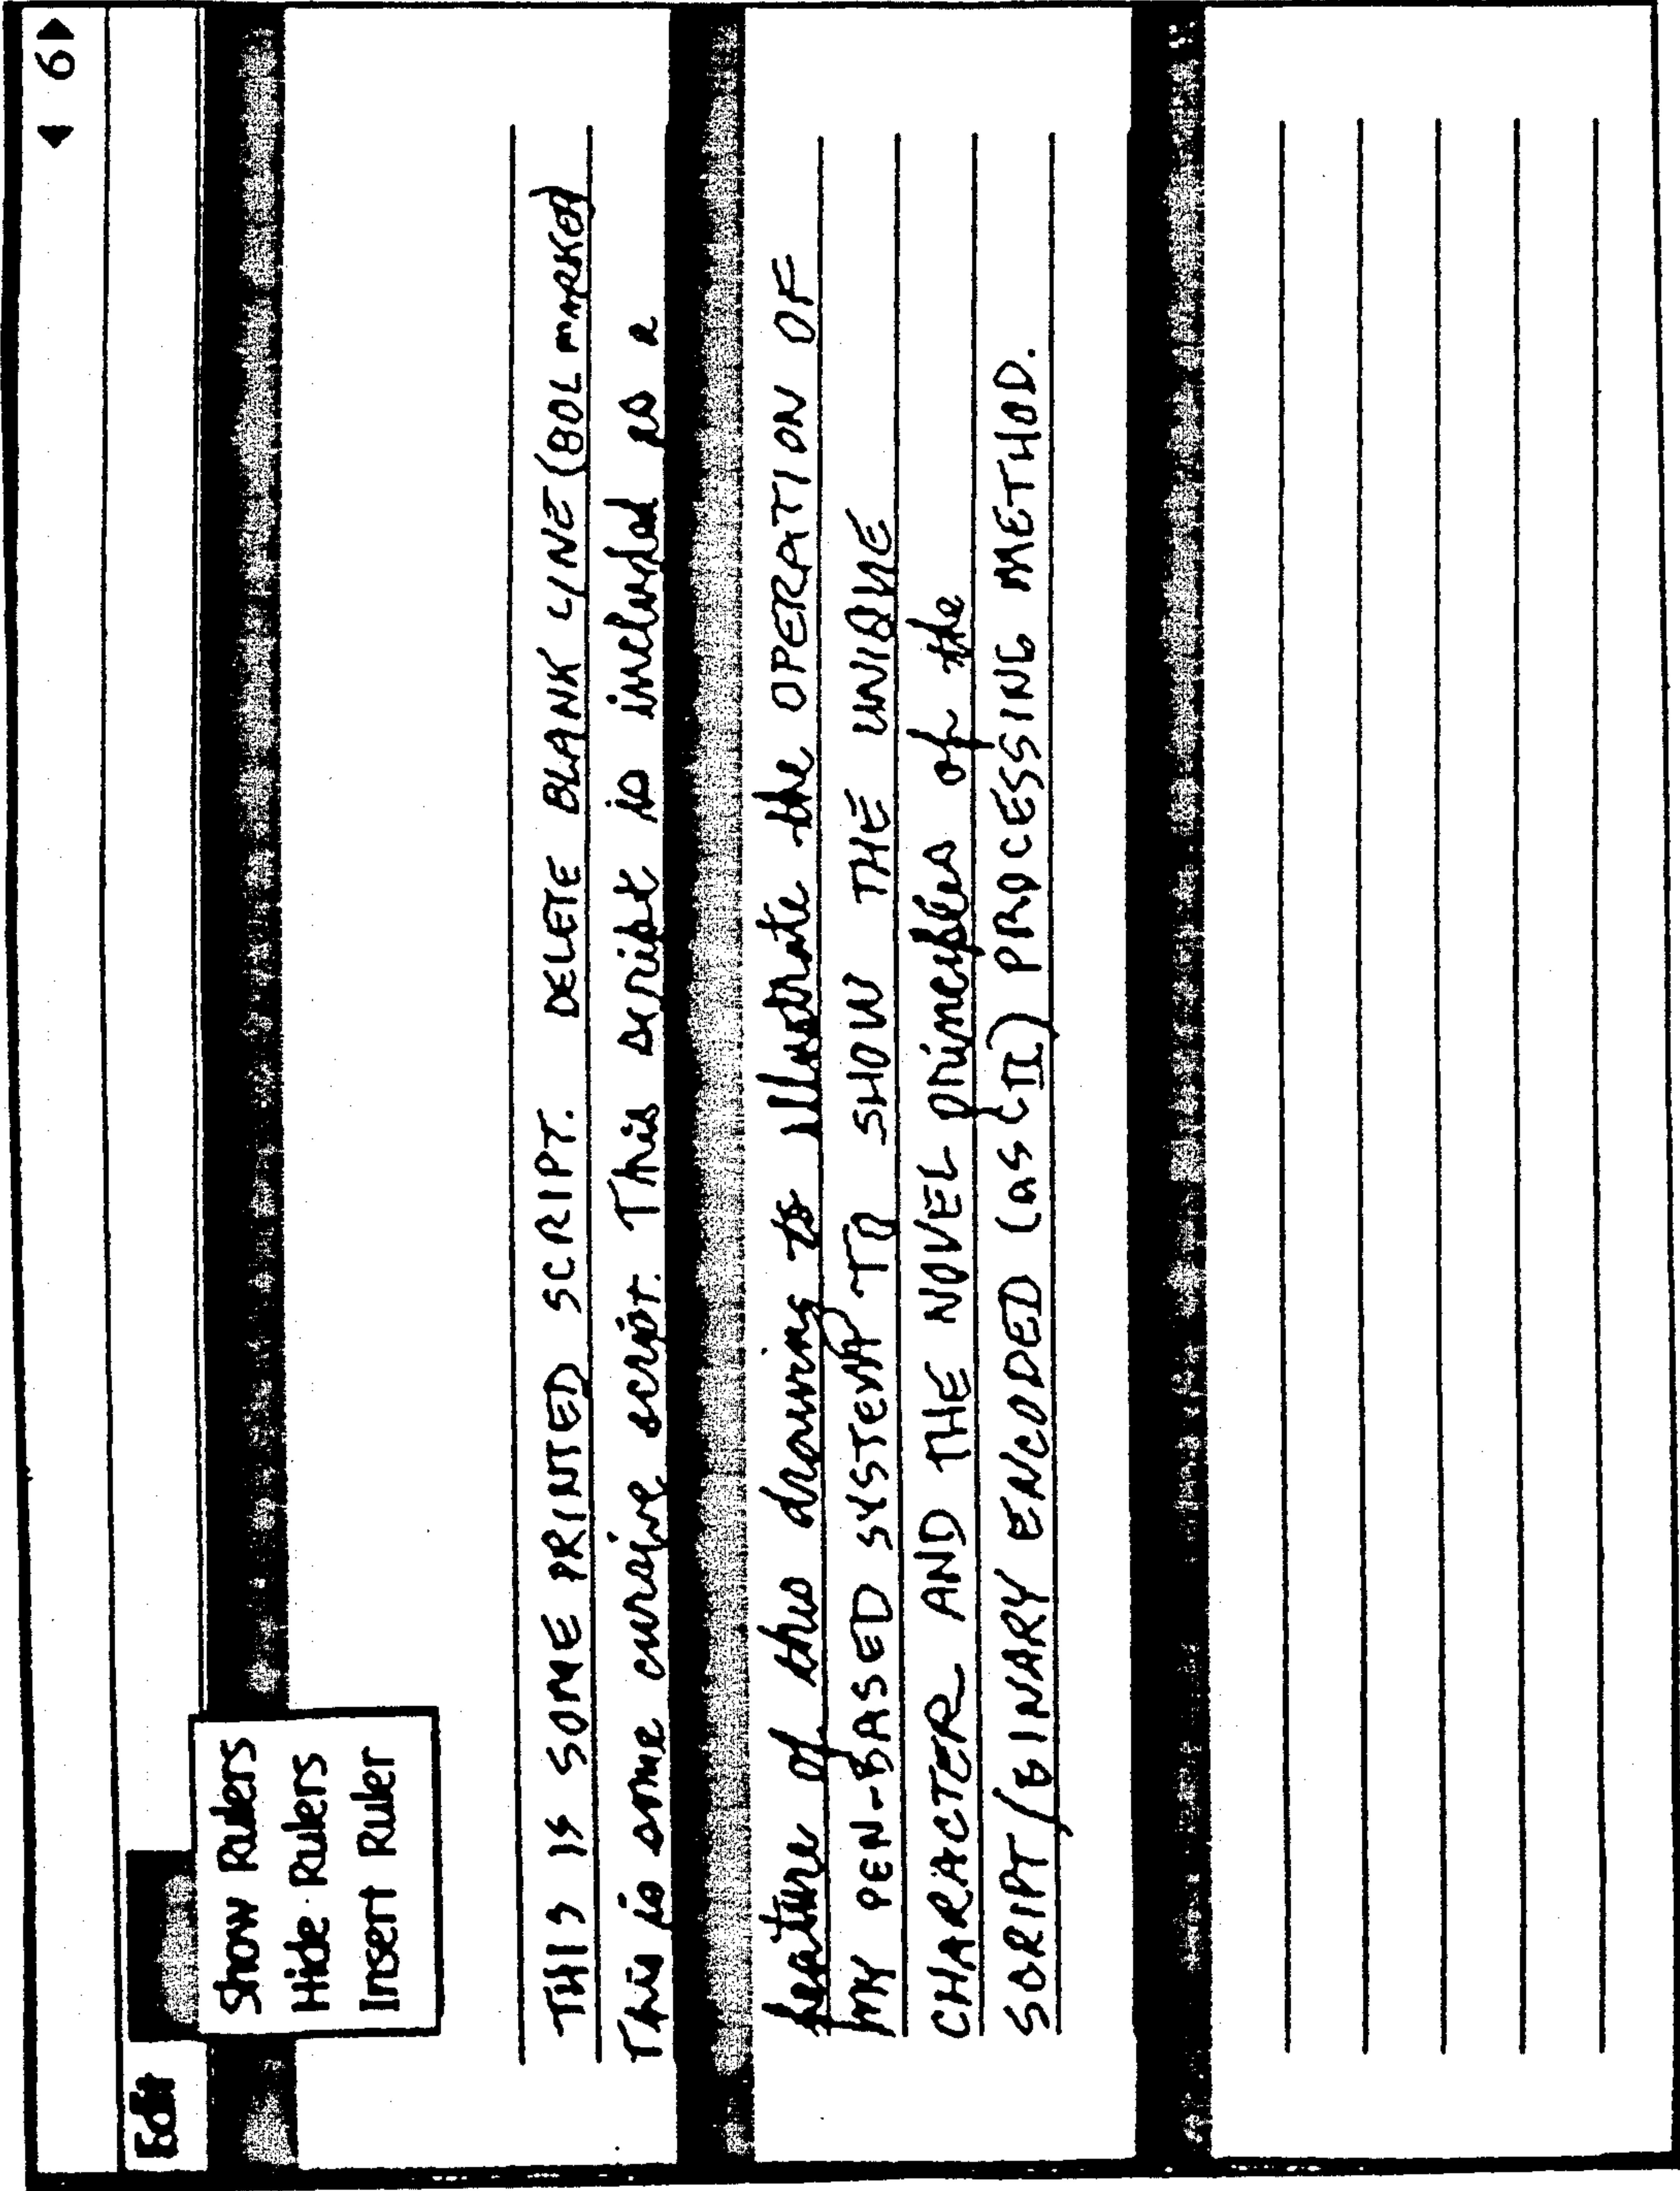 ◀ 6 ▶
Edit
Show Rulers
Hide Rulers
Insert Ruler
THIS IS SOME PRINTED SCRIPT. DELETE BLANK LINE (BOL MARKER)
This is some cursive script. This script is included as a
feature of this drawing to illustrate the OPERATION OF
MY PEN-BASED SYSTEM TO SHOW THE UNIQUE
CHARACTER AND THE NOVEL principles of the
SCRIPT/BINARY ENCODED (asCII) PROCESSING METHOD.